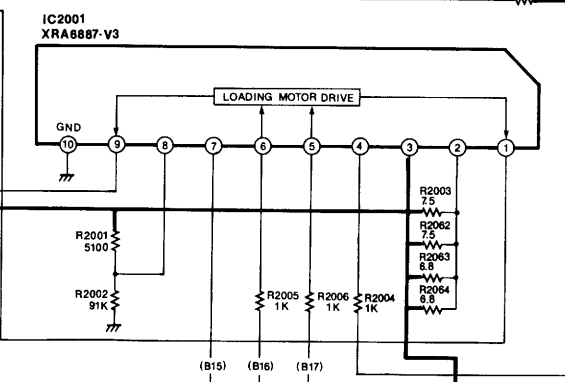 IC2001
XRA6887-V3
LOADING MOTOR DRIVE
GND
10 9 8 7 6 5 4 3 2 1
R2003
7.5
R2062
7.5
R2063
6.8
R2064
6.8
R2001
5100
R2002
91K
R2005
1K
R2006
1K
R2004
1K
(B15) (B16) (B17)